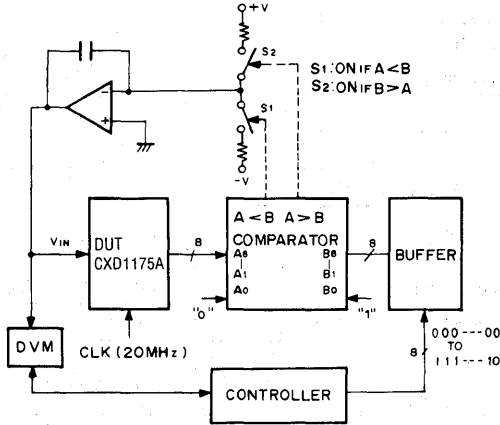 +V
S2
S1:ON IF A<B
S2:ON IF B>A
-
+
S1
-V
VIN
DUT
CXD1175A
8
A<B A>B
COMPARATOR
A8 B8
A1 B1
A0 B0
8
BUFFER
"0"
"1"
CLK (20MHz)
DVM
CONTROLLER
8
000---00
TO
111---10